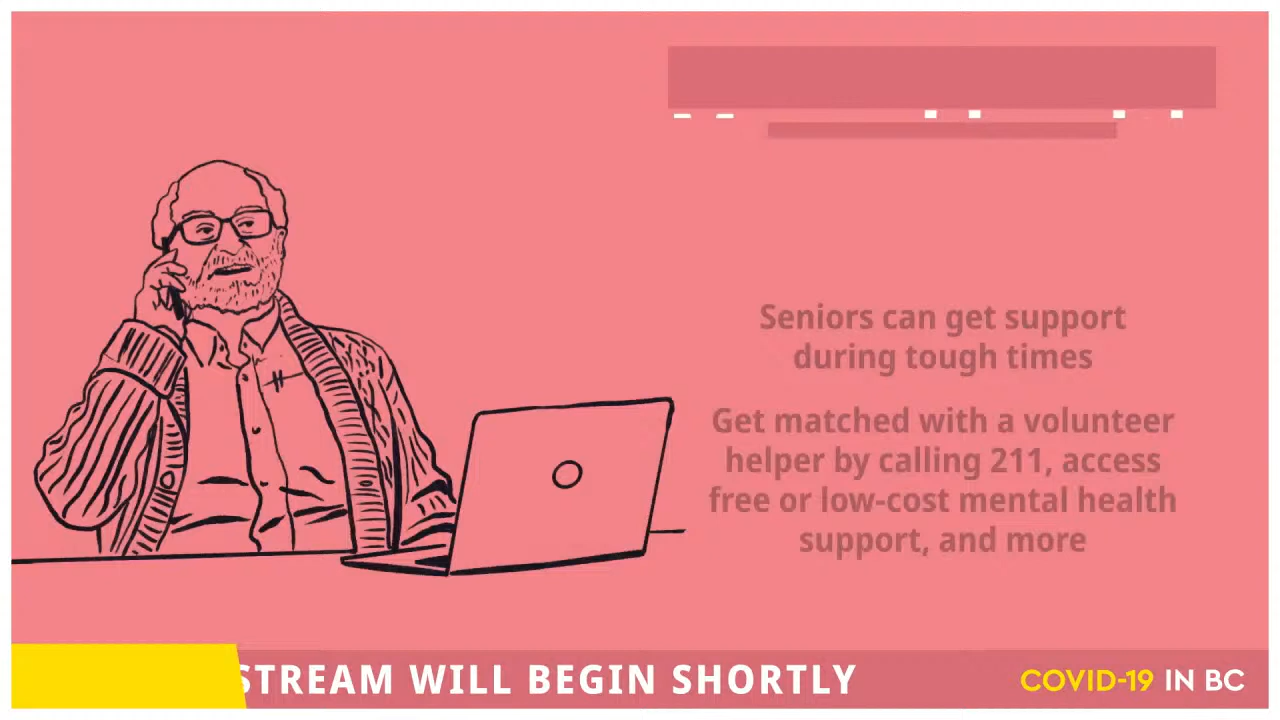 Seniors can get support
during tough times
Get matched with a volunteer
helper by calling 211, access
free or low-cost mental health
support, and more
STREAM WILL BEGIN SHORTLY
COVID-19 IN BC